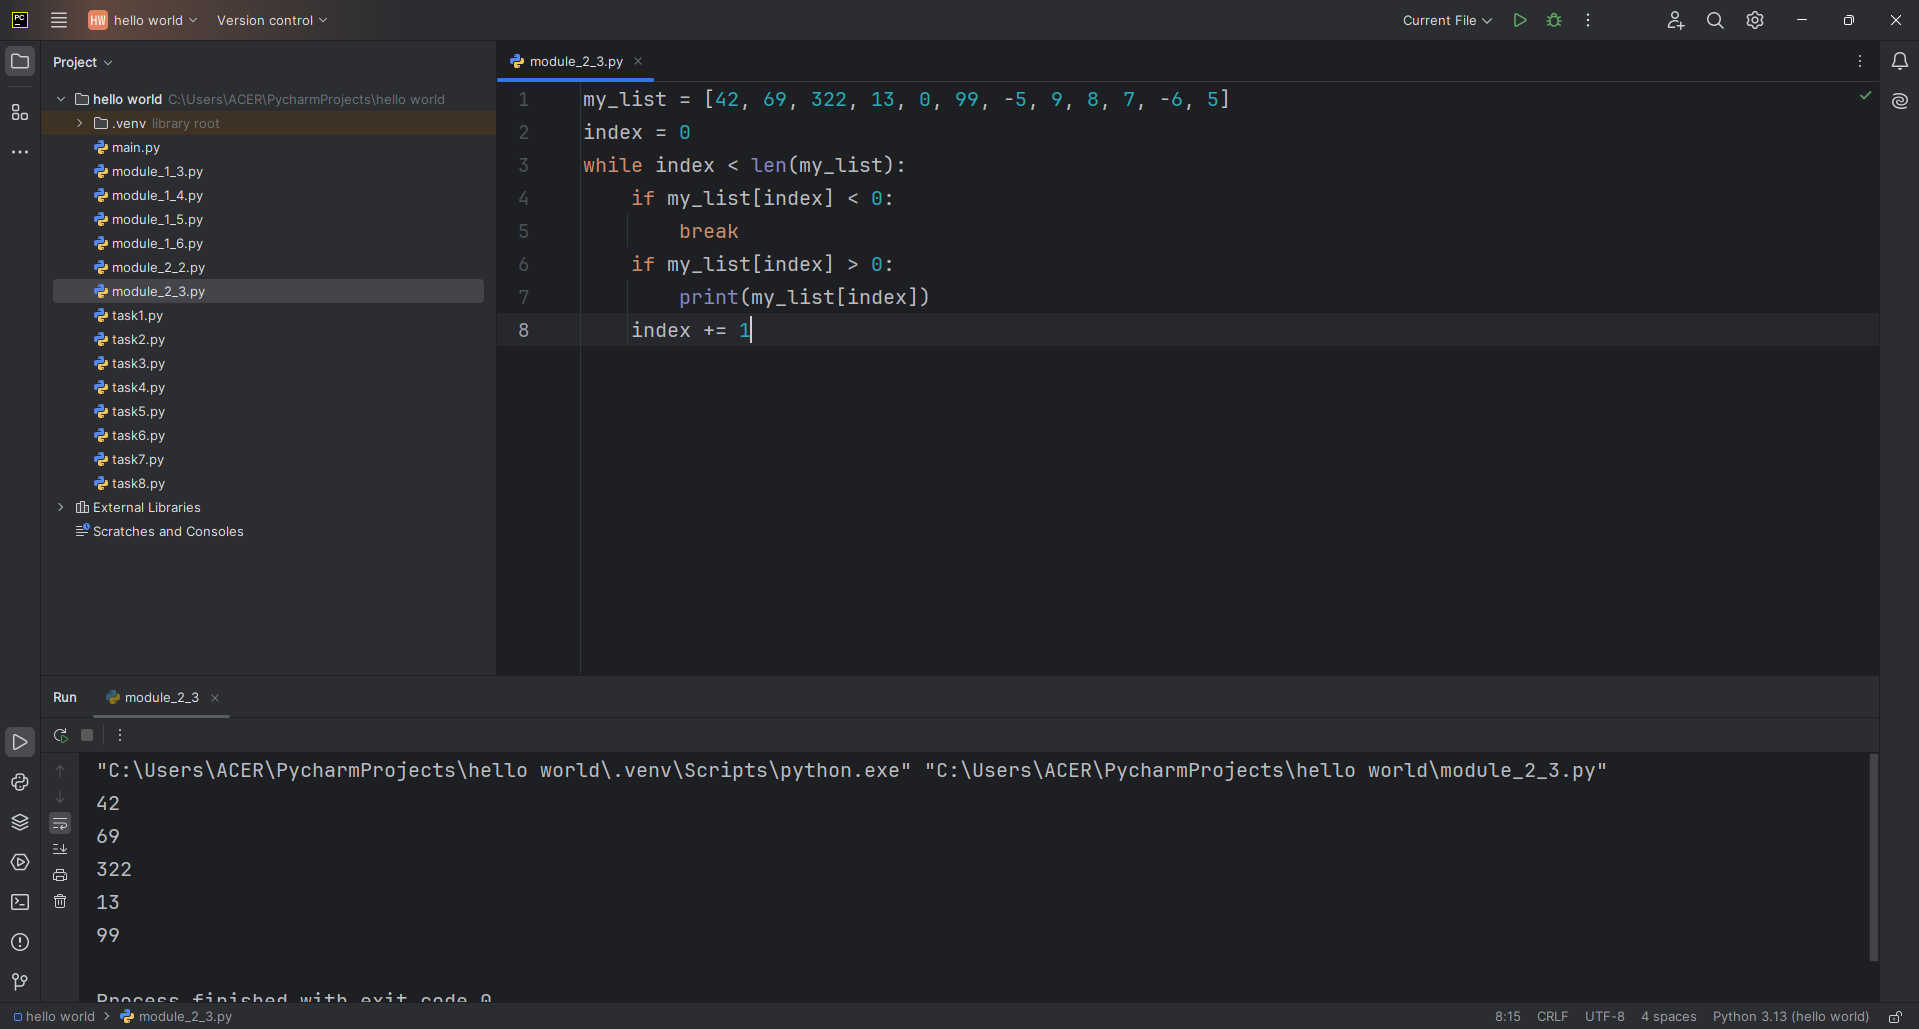 PC
HW hello world Version control
Current File
Project
module_2_3.py
hello world C:\Users\ACER\PycharmProjects\hello world
.venv library root
main.py
module_1_3.py
module_1_4.py
module_1_5.py
module_1_6.py
module_2_2.py
module_2_3.py
task1.py
task2.py
task3.py
task4.py
task5.py
task6.py
task7.py
task8.py
External Libraries
Scratches and Consoles
1 my_list = [42, 69, 322, 13, 0, 99, -5, 9, 8, 7, -6, 5]
2 index = 0
3 while index < len(my_list):
4 if my_list[index] < 0:
5 break
6 if my_list[index] > 0:
7 print(my_list[index])
8 index += 1
Run module_2_3
"C:\Users\ACER\PycharmProjects\hello world\.venv\Scripts\python.exe" "C:\Users\ACER\PycharmProjects\hello world\module_2_3.py"
42
69
322
13
99
Process finished with exit code 0
hello world > module_2_3.py
8:15 CRLF UTF-8 4 spaces Python 3.13 (hello world)